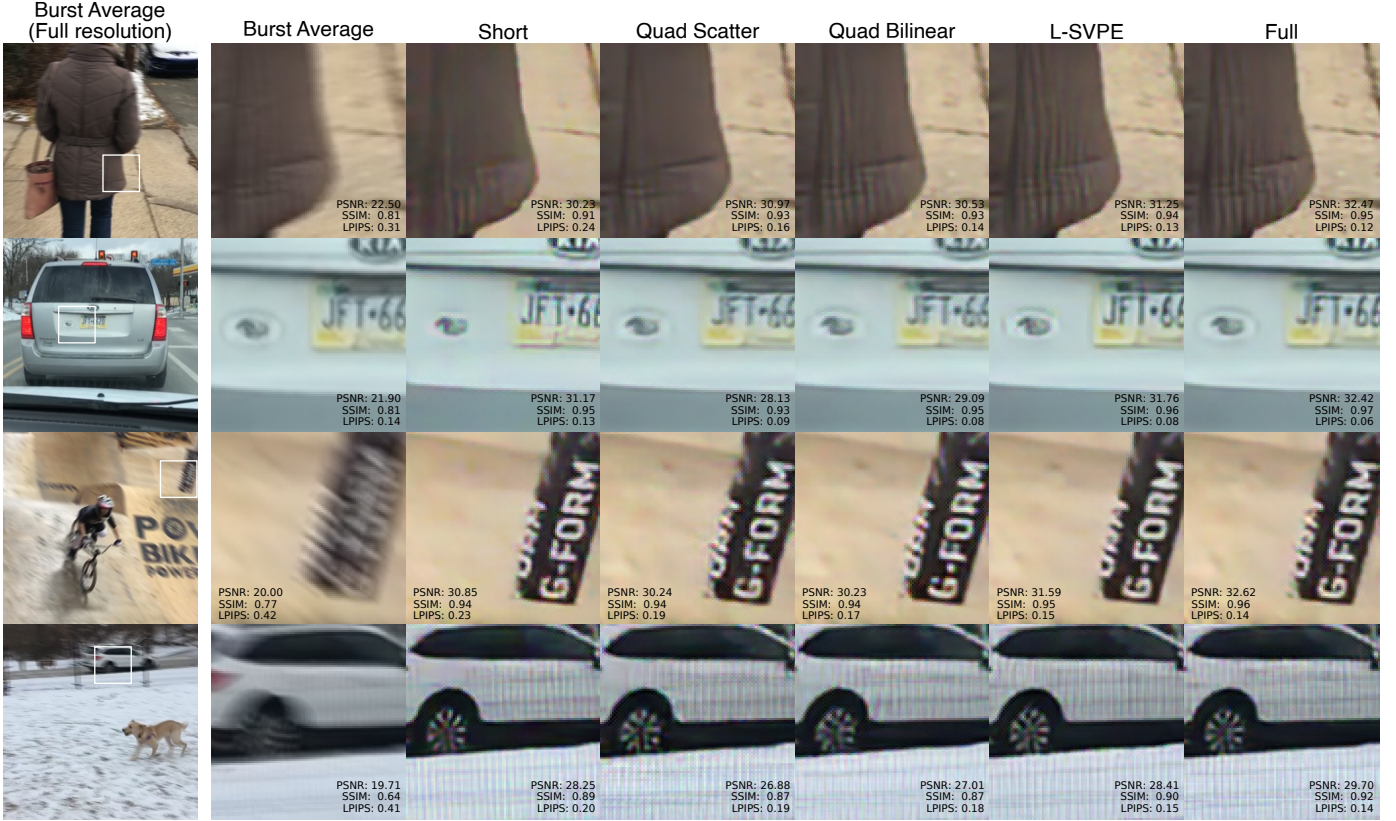 Burst Average
(Full resolution)
Burst Average
Short
Quad Scatter
Quad Bilinear
L-SVPE
Full
PSNR: 22.50
SSIM: 0.81
LPIPS: 0.31
PSNR: 30.23
SSIM: 0.91
LPIPS: 0.24
PSNR: 30.97
SSIM: 0.93
LPIPS: 0.16
PSNR: 30.53
SSIM: 0.93
LPIPS: 0.14
PSNR: 31.25
SSIM: 0.94
LPIPS: 0.13
PSNR: 32.47
SSIM: 0.95
LPIPS: 0.12
JFT•66
JFT•66
JFT•66
JFT•66
JFT•66
JFT•66
PSNR: 21.90
SSIM: 0.81
LPIPS: 0.14
PSNR: 31.17
SSIM: 0.95
LPIPS: 0.13
PSNR: 28.13
SSIM: 0.93
LPIPS: 0.09
PSNR: 29.09
SSIM: 0.95
LPIPS: 0.08
PSNR: 31.76
SSIM: 0.96
LPIPS: 0.08
PSNR: 32.42
SSIM: 0.97
LPIPS: 0.06
POV
BIK
POWER
G-FORM
G-FORM
G-FORM
G-FORM
G-FORM
PSNR: 20.00
SSIM: 0.77
LPIPS: 0.42
PSNR: 30.85
SSIM: 0.94
LPIPS: 0.23
PSNR: 30.24
SSIM: 0.94
LPIPS: 0.19
PSNR: 30.23
SSIM: 0.94
LPIPS: 0.17
PSNR: 31.59
SSIM: 0.95
LPIPS: 0.15
PSNR: 32.62
SSIM: 0.96
LPIPS: 0.14
PSNR: 19.71
SSIM: 0.64
LPIPS: 0.41
PSNR: 28.25
SSIM: 0.89
LPIPS: 0.20
PSNR: 26.88
SSIM: 0.87
LPIPS: 0.19
PSNR: 27.01
SSIM: 0.87
LPIPS: 0.18
PSNR: 28.41
SSIM: 0.90
LPIPS: 0.15
PSNR: 29.70
SSIM: 0.92
LPIPS: 0.14